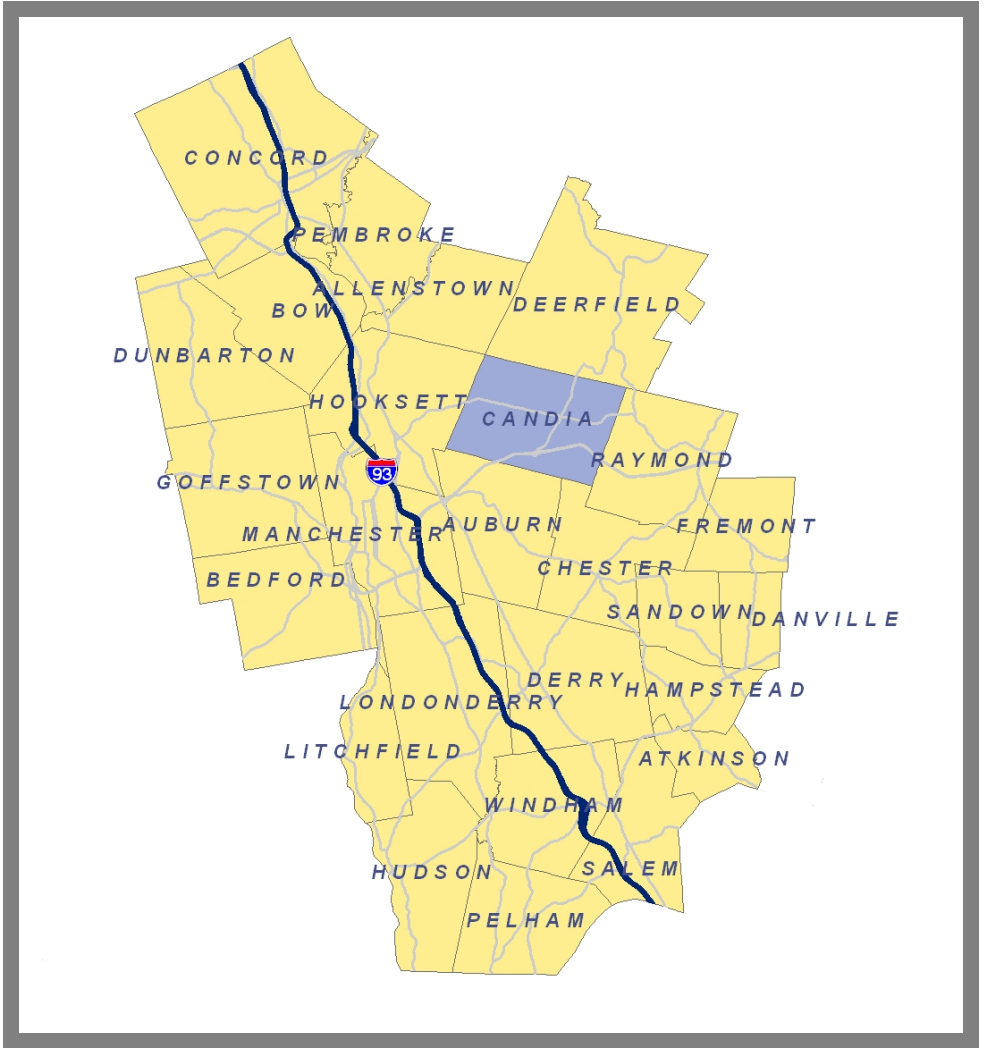 CONCORD
PEMBROKE
ALLENSTOWN
DEERFIELD
BOW
DUNBARTON
HOOKSETT
CANDIA
RAYMOND
93
GOFFSTOWN
AUBURN
FREMONT
MANCHESTER
CHESTER
BEDFORD
SANDOWN
DANVILLE
DERRY
HAMPSTEAD
LONDONDERRY
LITCHFIELD
ATKINSON
WINDHAM
SALEM
HUDSON
PELHAM